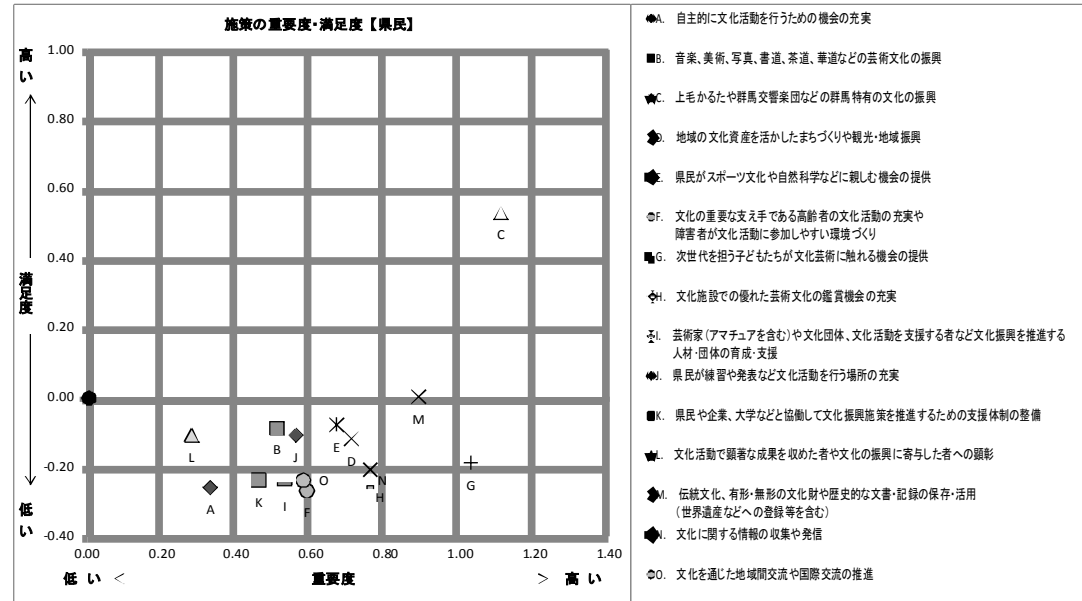 施策の重要度・満足度【県民】
高い
1.00
0.80
0.60
0.40
0.20
0.00
-0.20
-0.40
満足度
低い
0.00 0.20 0.40 0.60 0.80 1.00 1.20 1.40
低 い < 重要度 > 高 い
C
M
L
B
J
E
D
A
K
I
F
O
N
H
G
A. 自主的に文化活動を行うための機会の充実
B. 音楽、美術、写真、書道、茶道、華道などの芸術文化の振興
C. 上毛かるたや群馬交響楽団などの群馬特有の文化の振興
D. 地域の文化資産を活かしたまちづくりや観光・地域振興
E. 県民がスポーツ文化や自然科学などに親しむ機会の提供
F. 文化の重要な支え手である高齢者の文化活動の充実や
障害者が文化活動に参加しやすい環境づくり
G. 次世代を担う子どもたちが文化芸術に触れる機会の提供
H. 文化施設での優れた芸術文化の鑑賞機会の充実
I. 芸術家(アマチュアを含む)や文化団体、文化活動を支援する者など文化振興を推進する
人材・団体の育成・支援
J. 県民が練習や発表など文化活動を行う場所の充実
K. 県民や企業、大学などと協働して文化振興施策を推進するための支援体制の整備
L. 文化活動で顕著な成果を収めた者や文化の振興に寄与した者への顕彰
M. 伝統文化、有形・無形の文化財や歴史的な文書・記録の保存・活用
(世界遺産などへの登録等を含む)
N. 文化に関する情報の収集や発信
O. 文化を通じた地域間交流や国際交流の推進